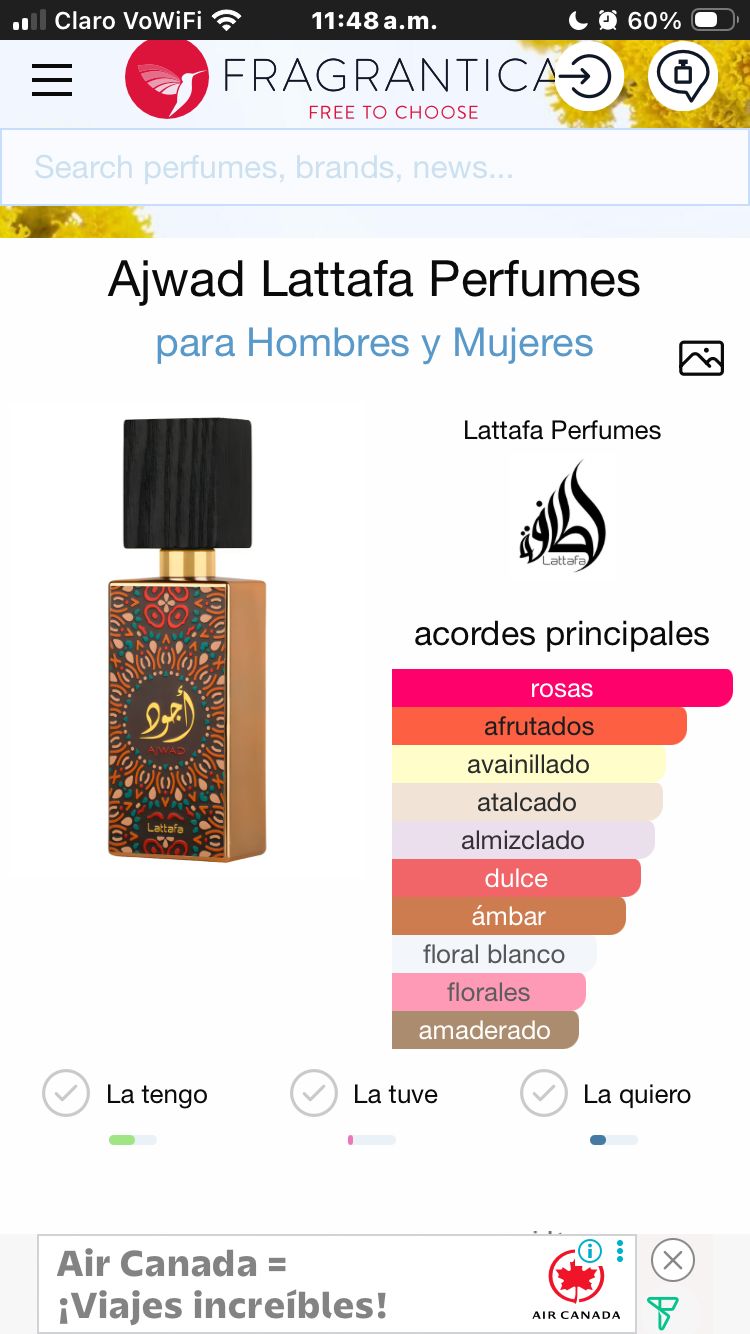 Claro VoWiFi 11:48 a.m. 60%
FRAGRANTICA
FREE TO CHOOSE
Search perfumes, brands, news...
Ajwad Lattafa Perfumes
para Hombres y Mujeres
Lattafa Perfumes
لطافة
Lattafa
acordes principales
أجود
AJWAD
Lattafa
rosas
afrutados
avainillado
atalcado
almizclado
dulce
ámbar
floral blanco
florales
amaderado
La tengo
La tuve
La quiero
Air Canada =
¡Viajes increíbles!
AIR CANADA